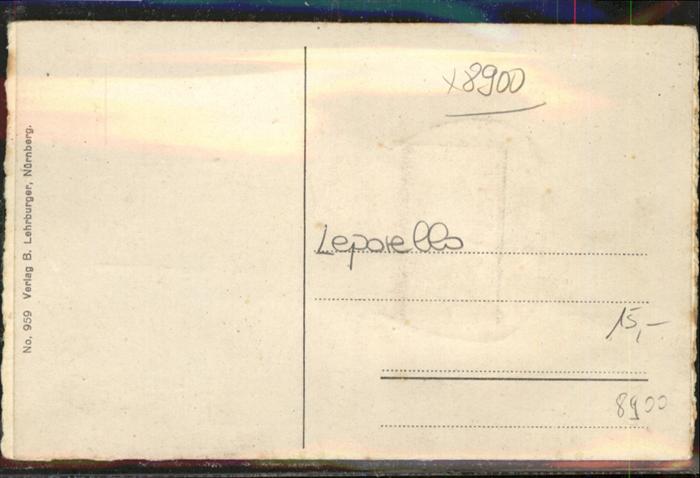 No. 959 Verlag B. Lehrburger, Nürnberg.
x8900
Leporello
15,-
8900